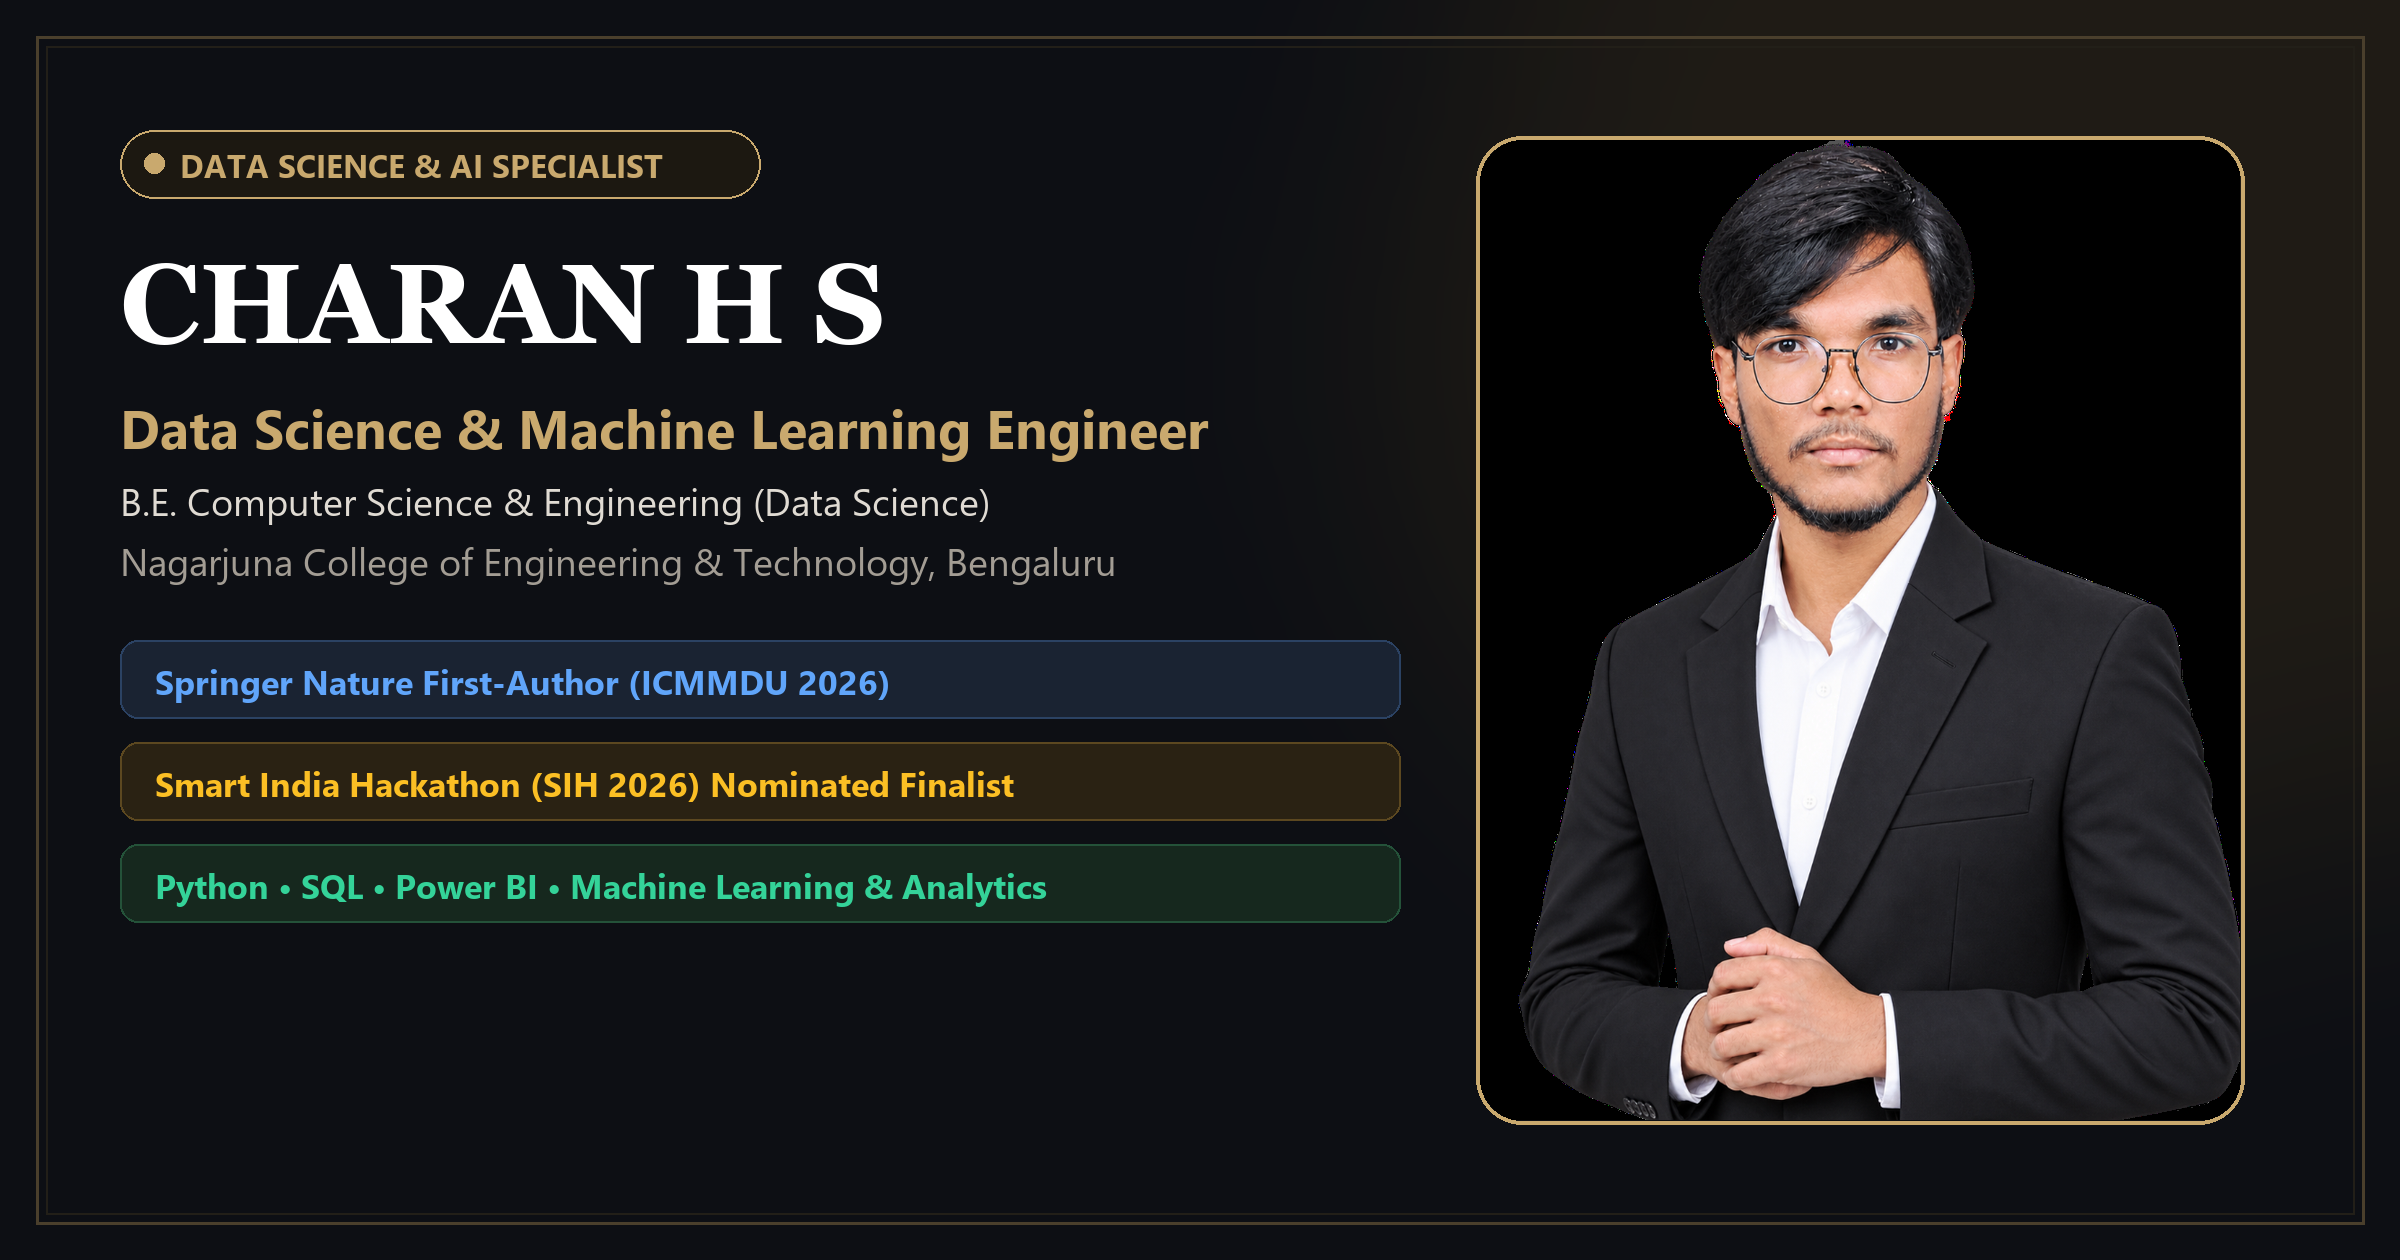 DATA SCIENCE & AI SPECIALIST
CHARAN H S
Data Science & Machine Learning Engineer
B.E. Computer Science & Engineering (Data Science)
Nagarjuna College of Engineering & Technology, Bengaluru
Springer Nature First-Author (ICMMDU 2026)
Smart India Hackathon (SIH 2026) Nominated Finalist
Python • SQL • Power BI • Machine Learning & Analytics